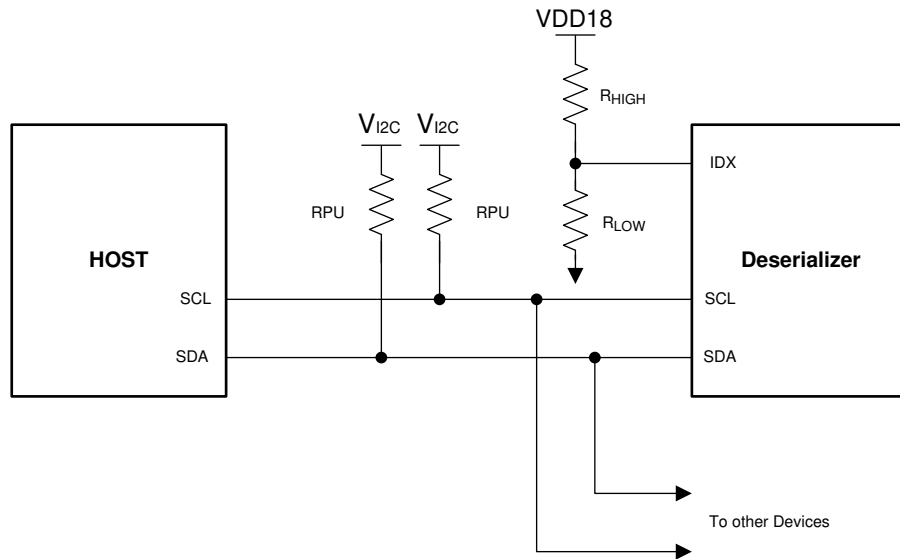 VDD18
RHIGH
VI2C VI2C
IDX
RPU RPU
RLOW
HOST
Deserializer
SCL SCL
SDA SDA
To other Devices